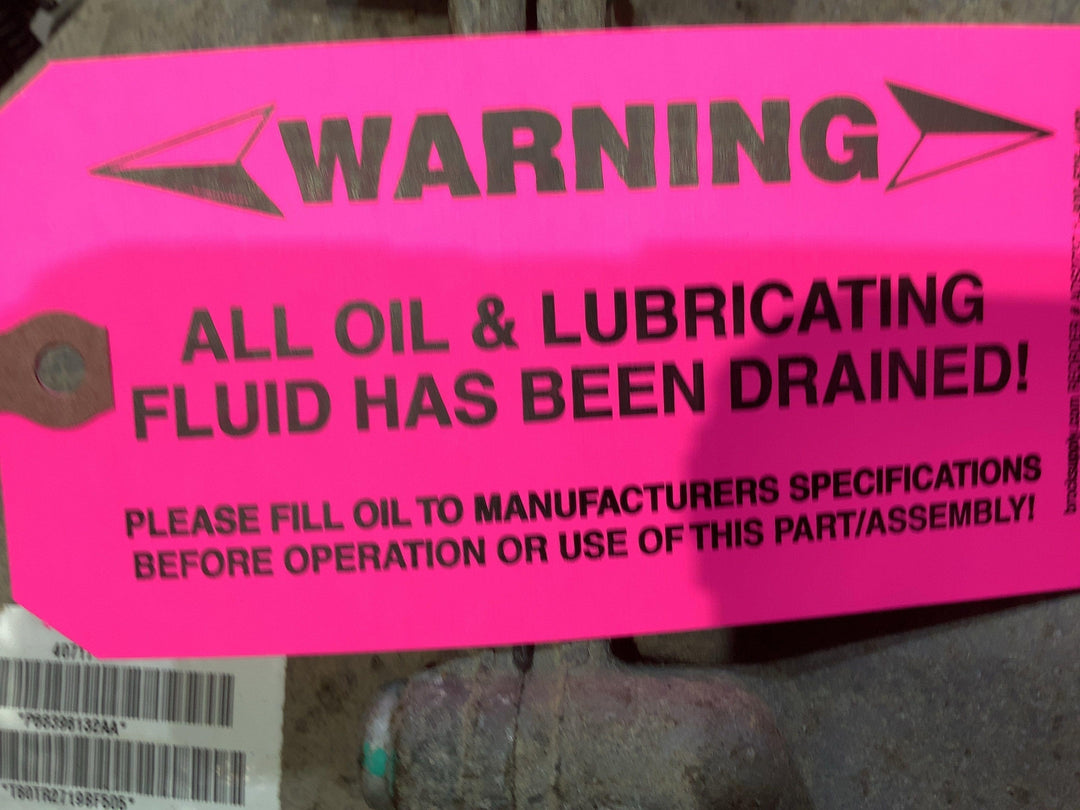 WARNING
ALL OIL & LUBRICATING
FLUID HAS BEEN DRAINED!
PLEASE FILL OIL TO MANUFACTURERS SPECIFICATIONS
BEFORE OPERATION OR USE OF THIS PART/ASSEMBLY!
*P68398132AA*